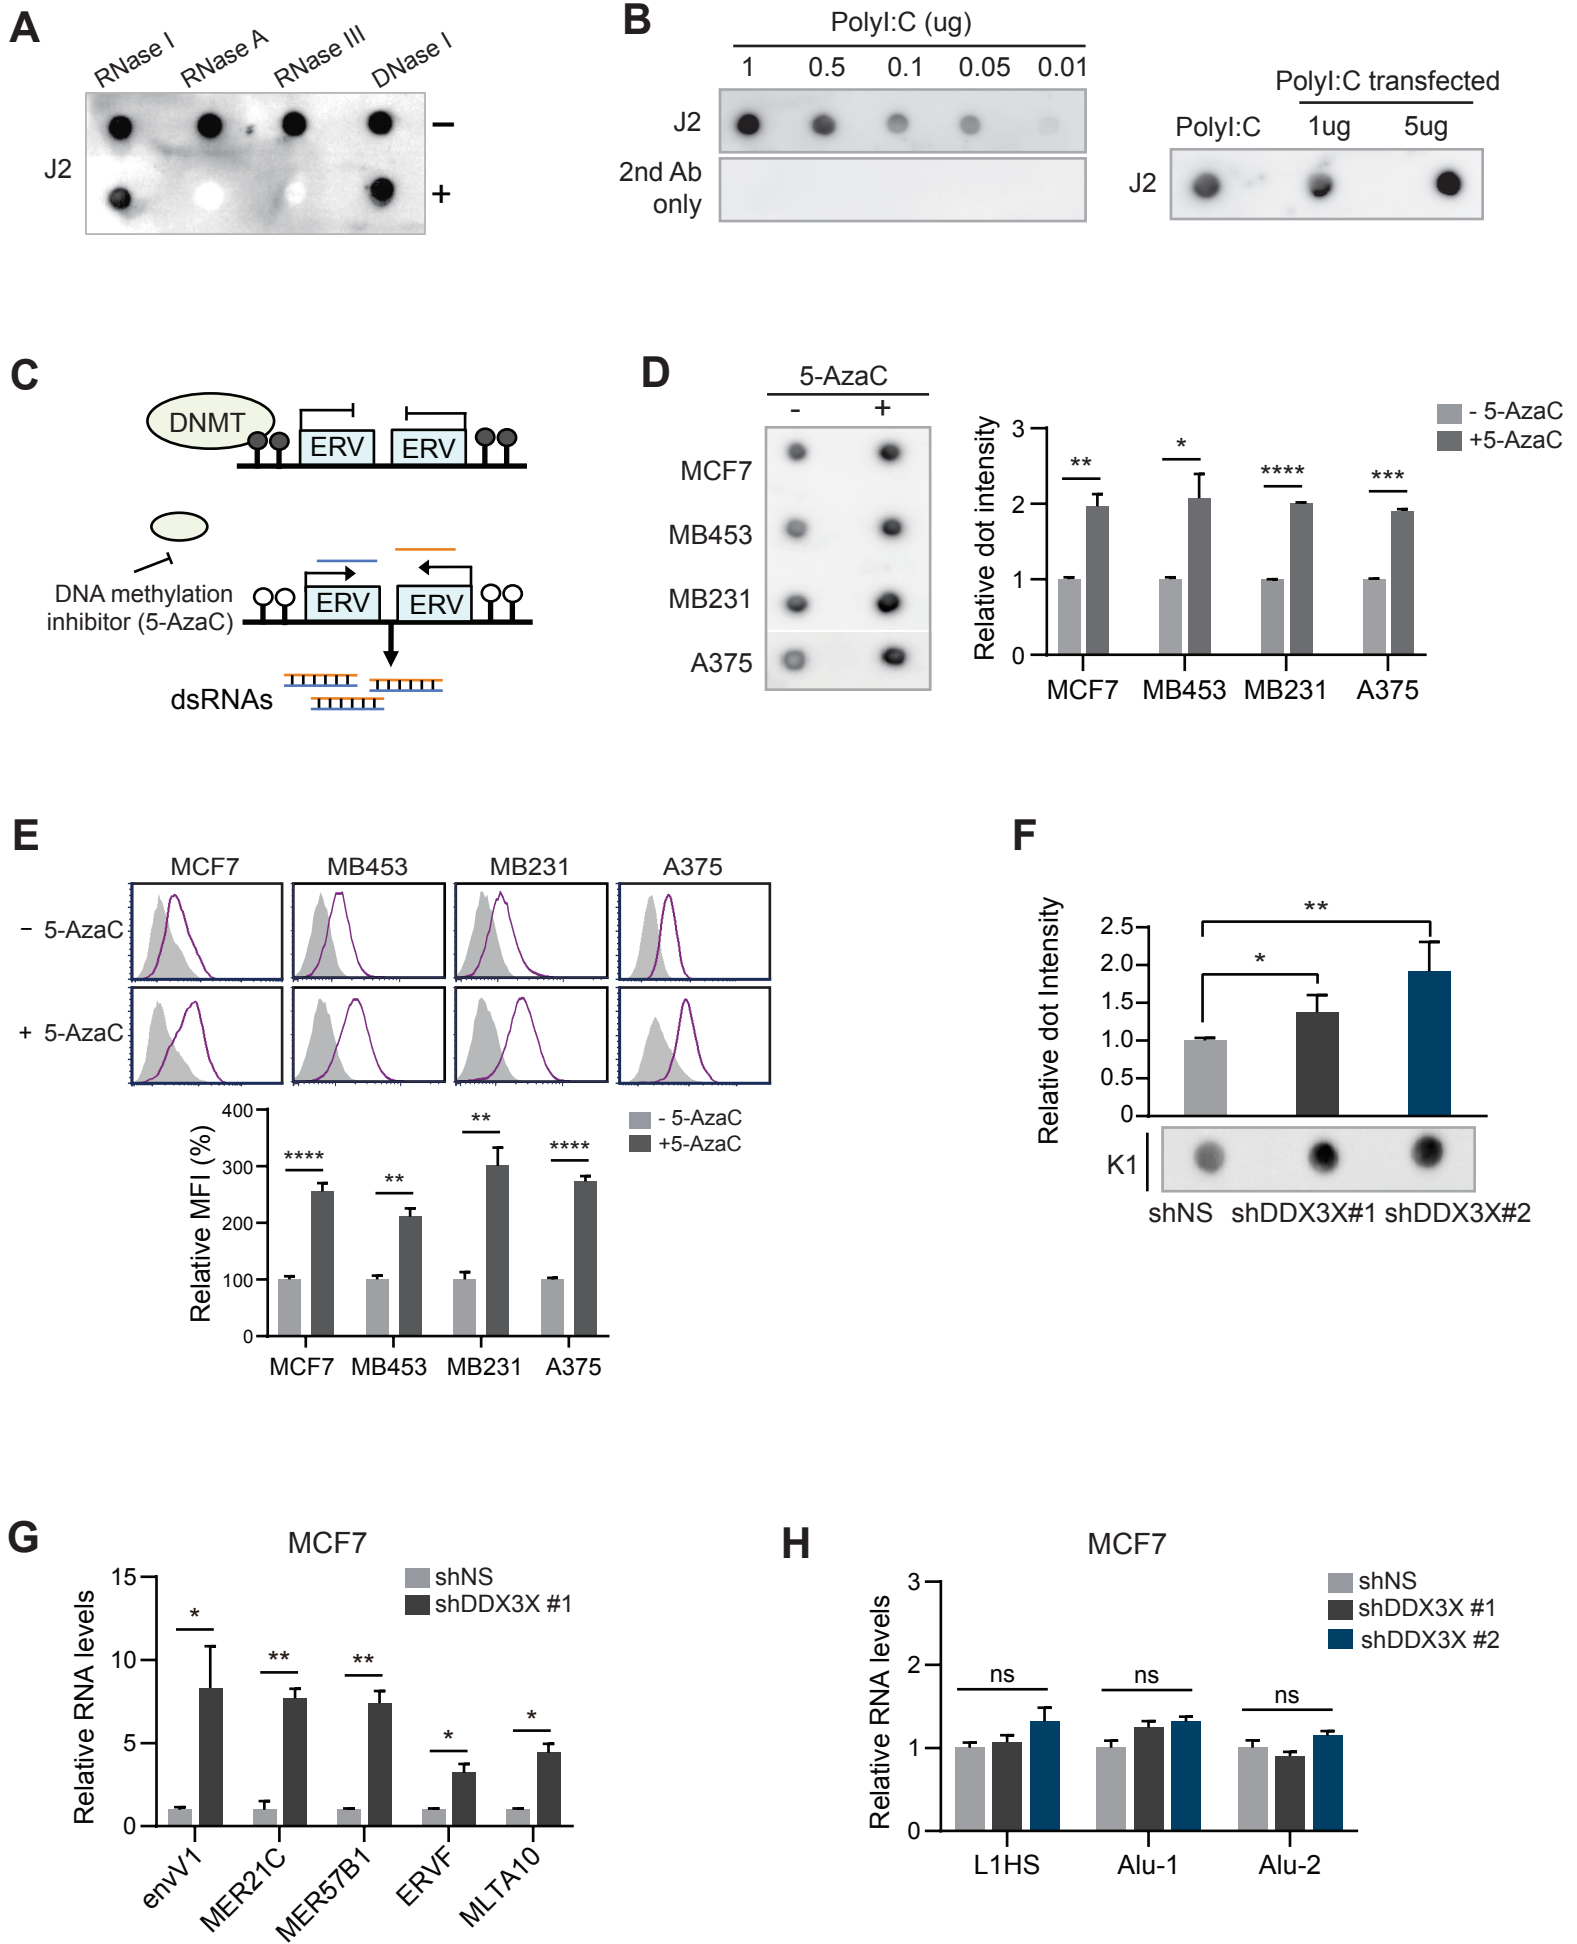 A
RNase I
RNase A
RNase III
DNase I
J2
–
+
B
PolyI:C (ug)
1 0.5 0.1 0.05 0.01
J2
2nd Ab
only
PolyI:C transfected
PolyI:C 1ug 5ug
J2
C
DNMT
ERV ERV
DNA methylation
inhibitor (5-AzaC)
ERV ERV
dsRNAs
D
5-AzaC
- +
MCF7
MB453
MB231
A375
Relative dot intensity
3
2
1
0
** * **** ***
MCF7 MB453 MB231 A375
- 5-AzaC
+5-AzaC
E
MCF7 MB453 MB231 A375
– 5-AzaC
+ 5-AzaC
Relative MFI (%)
400
300
200
100
0
**** ** ** ****
MCF7 MB453 MB231 A375
- 5-AzaC
+5-AzaC
F
Relative dot Intensity
2.5
2.0
1.5
1.0
0.5
0
**
*
K1
shNS shDDX3X#1 shDDX3X#2
G
MCF7
shNS
shDDX3X #1
Relative RNA levels
15
10
5
0
* ** ** * *
envV1
MER21C
MER57B1
ERVF
MLTA10
H
MCF7
shNS
shDDX3X #1
shDDX3X #2
Relative RNA levels
3
2
1
0
ns ns ns
L1HS Alu-1 Alu-2